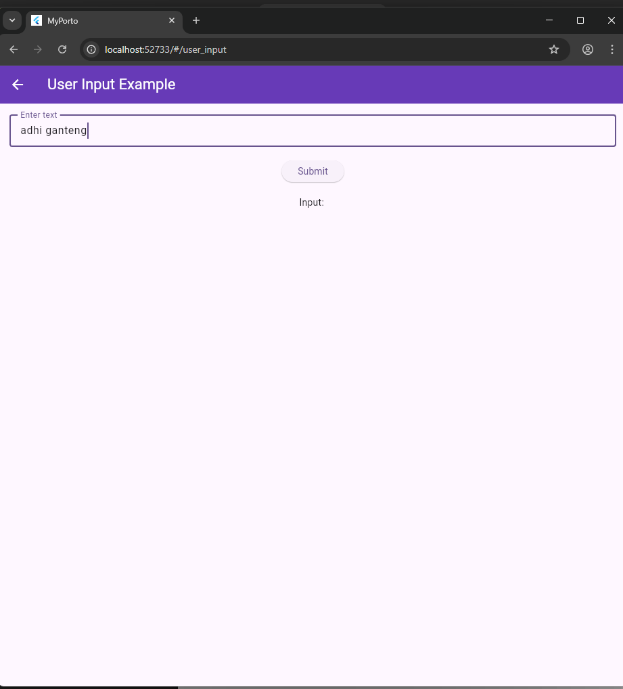 MyPorto
localhost:52733/#/user_input
User Input Example
Enter text
adhi ganteng
Submit
Input: